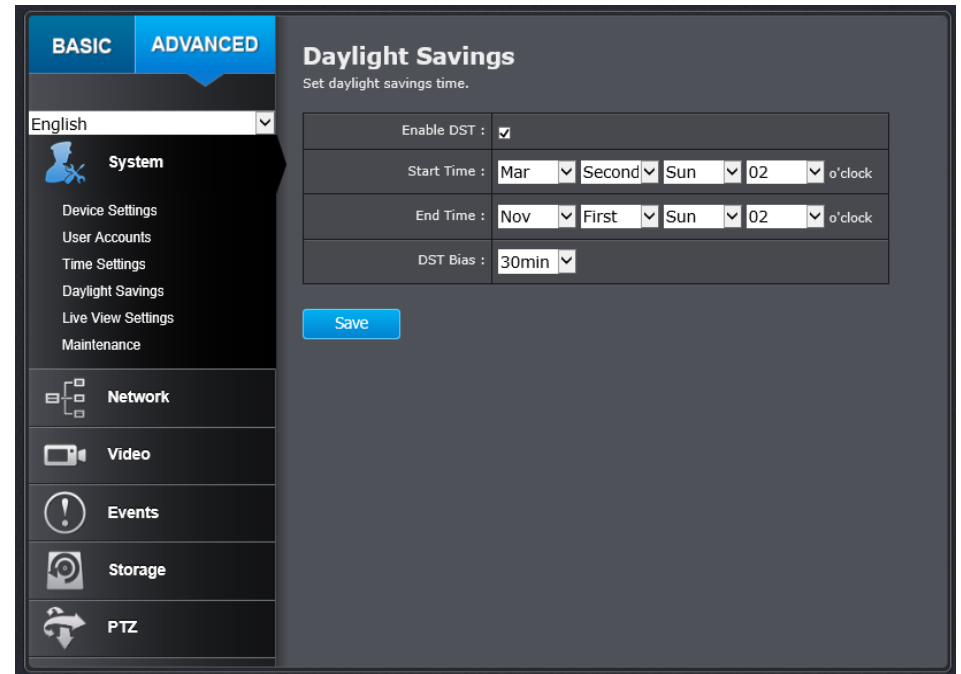 BASIC ADVANCED
English
System
Device Settings
User Accounts
Time Settings
Daylight Savings
Live View Settings
Maintenance
Network
Video
Events
Storage
PTZ
Daylight Savings
Set daylight savings time.
Enable DST :
Start Time : Mar Second Sun 02 o'clock
End Time : Nov First Sun 02 o'clock
DST Bias : 30min
Save